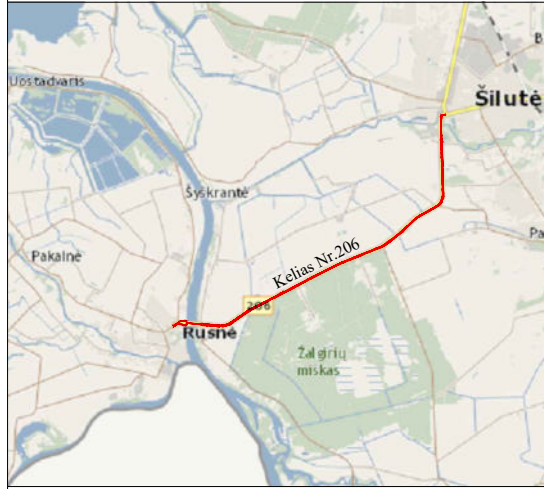 B
Uostadvaris
Šilutė
Šyškrantė
Pa
Kelias Nr.206
Pakalnė
206
Rusnė
Žalgirių
miškas